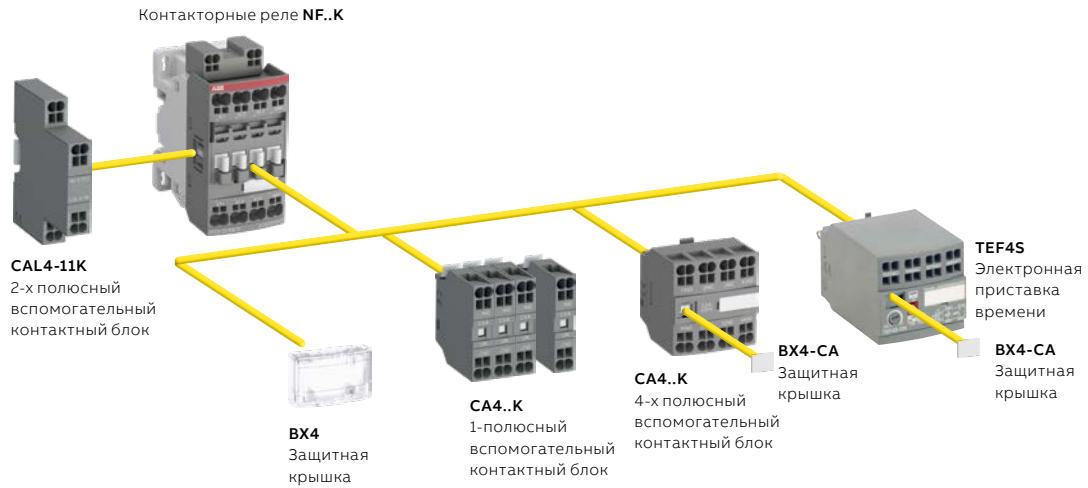 Контакторные реле NF..K
ABB
CAL4-11K
2-х полюсный
вспомогательный
контактный блок
BX4
Защитная
крышка
CA4..K
1-полюсный
вспомогательный
контактный блок
CA4..K
4-х полюсный
вспомогательный
контактный блок
BX4-CA
Защитная
крышка
TEF4S
Электронная
приставка
времени
BX4-CA
Защитная
крышка